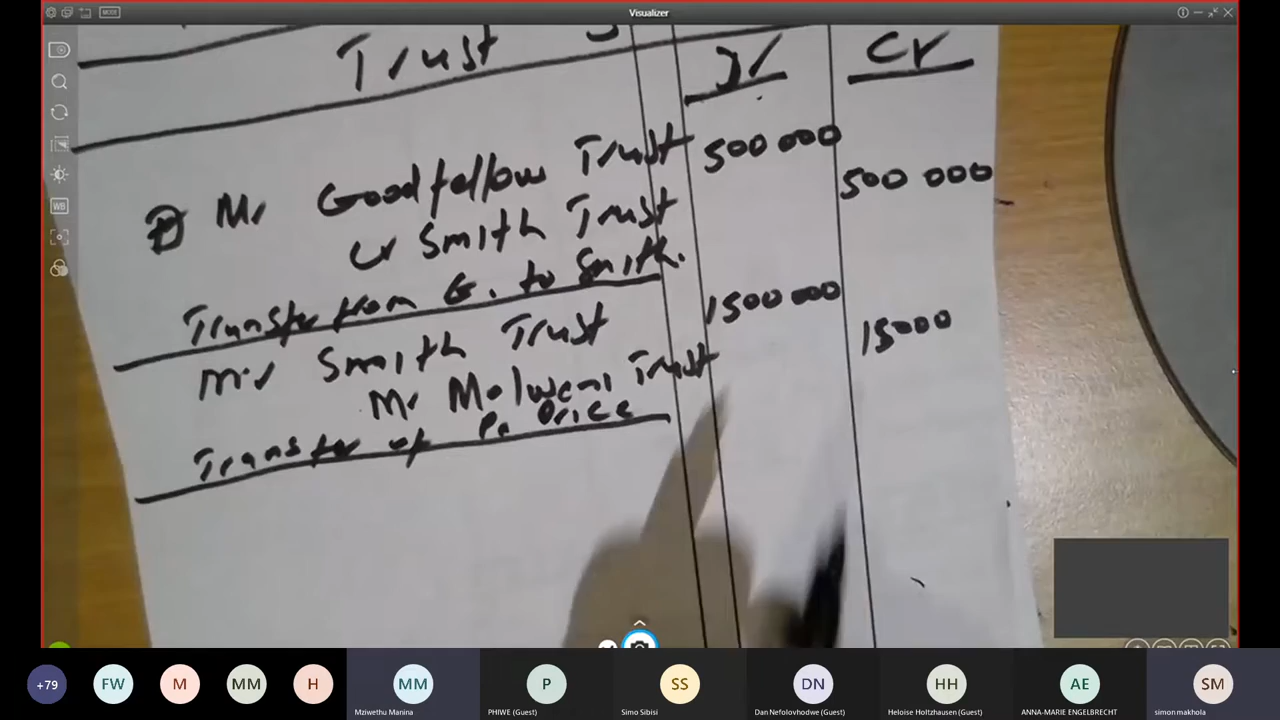 Visualizer
MODE
WB
Trust
Dr
Cr
Mr Goodfellow Trust 500 000
Cr Smith Trust 500 000
Transfer from G. to Smith.
Mr Smith Trust 1500 000
Mr Molweni Trust 15000
Transfer of Pr Price
+79
FW
M
MM
H
MM
P
SS
DN
HH
AE
SM
Mziwethu Manina
PHIWE (Guest)
Simo Sibisi
Dan Nefolovhodwe (Guest)
Heloise Holtzhausen (Guest)
ANNA-MARIE ENGELBRECHT
simon makhola